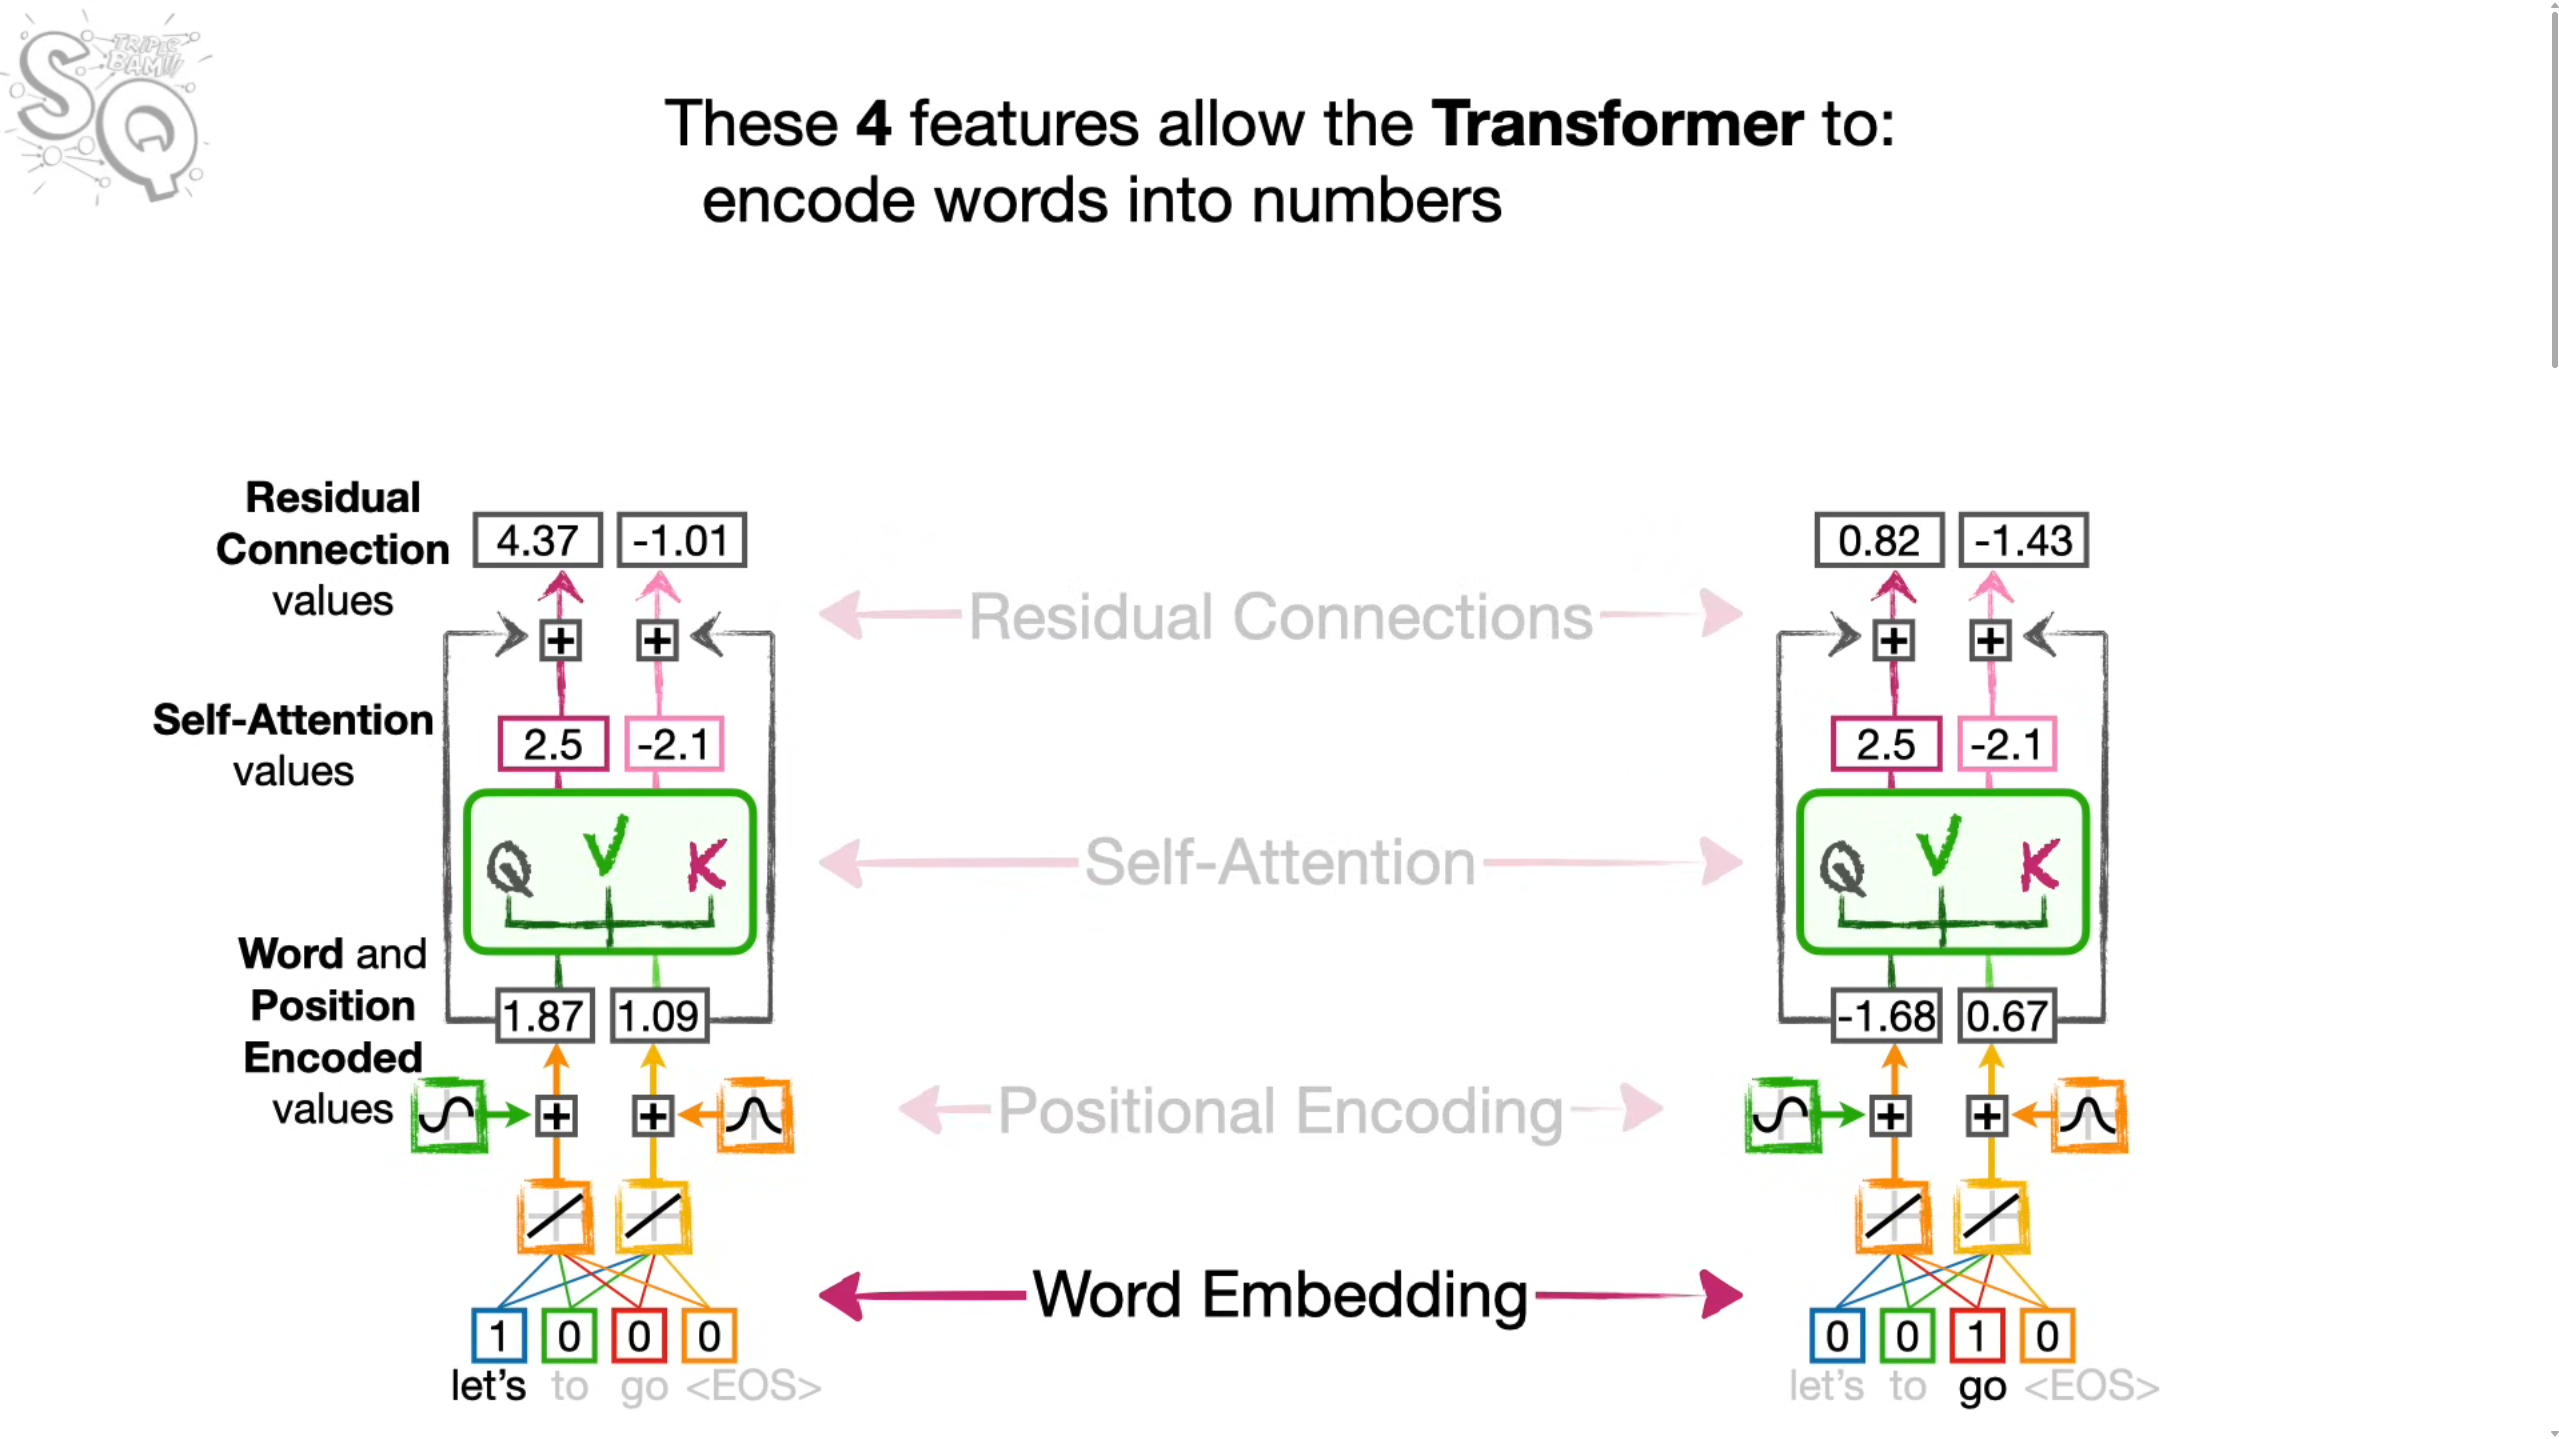 SQ
TRIPLE
BAM!!!
These 4 features allow the Transformer to:
encode words into numbers
Residual
Connection
values
4.37 -1.01
0.82 -1.43
Residual Connections
+ +
+ +
Self-Attention
values
2.5 -2.1
2.5 -2.1
Q V K
Self-Attention
Q V K
Word and
Position
Encoded
values
1.87 1.09
-1.68 0.67
+ +
Positional Encoding
+ +
Word Embedding
1 0 0 0
let's to go <EOS>
0 0 1 0
let's to go <EOS>